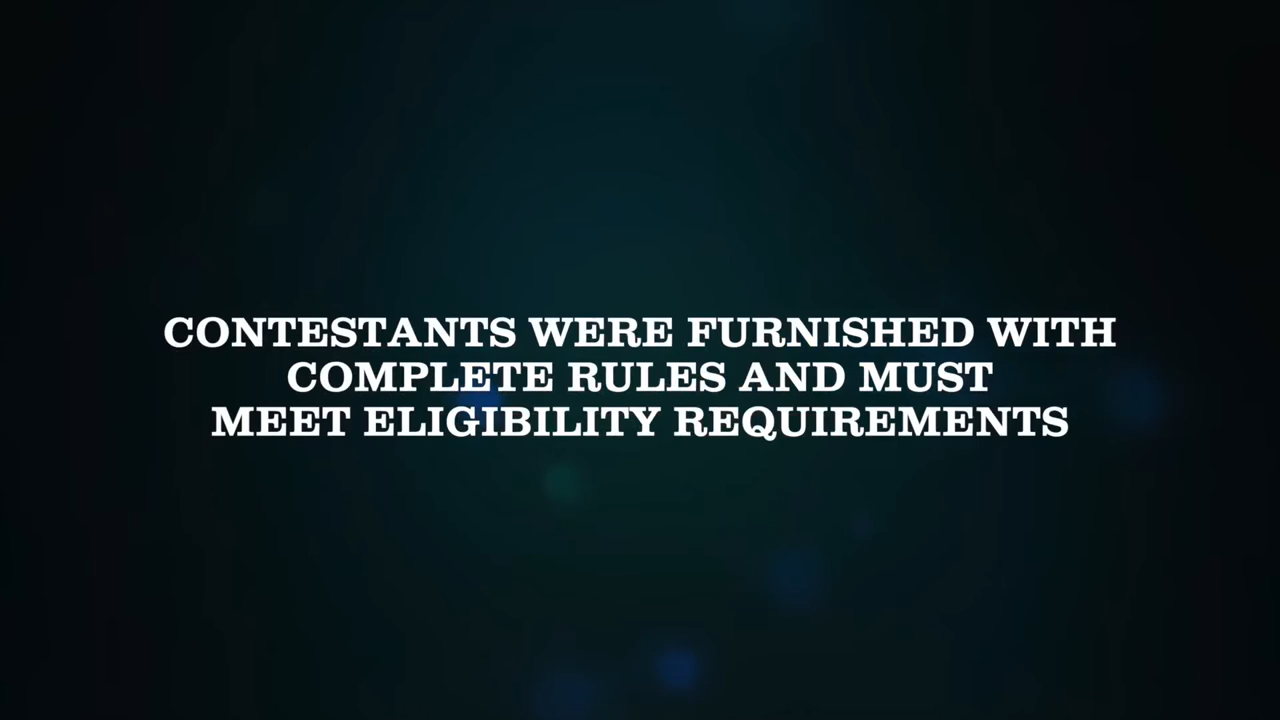 CONTESTANTS WERE FURNISHED WITH
COMPLETE RULES AND MUST
MEET ELIGIBILITY REQUIREMENTS